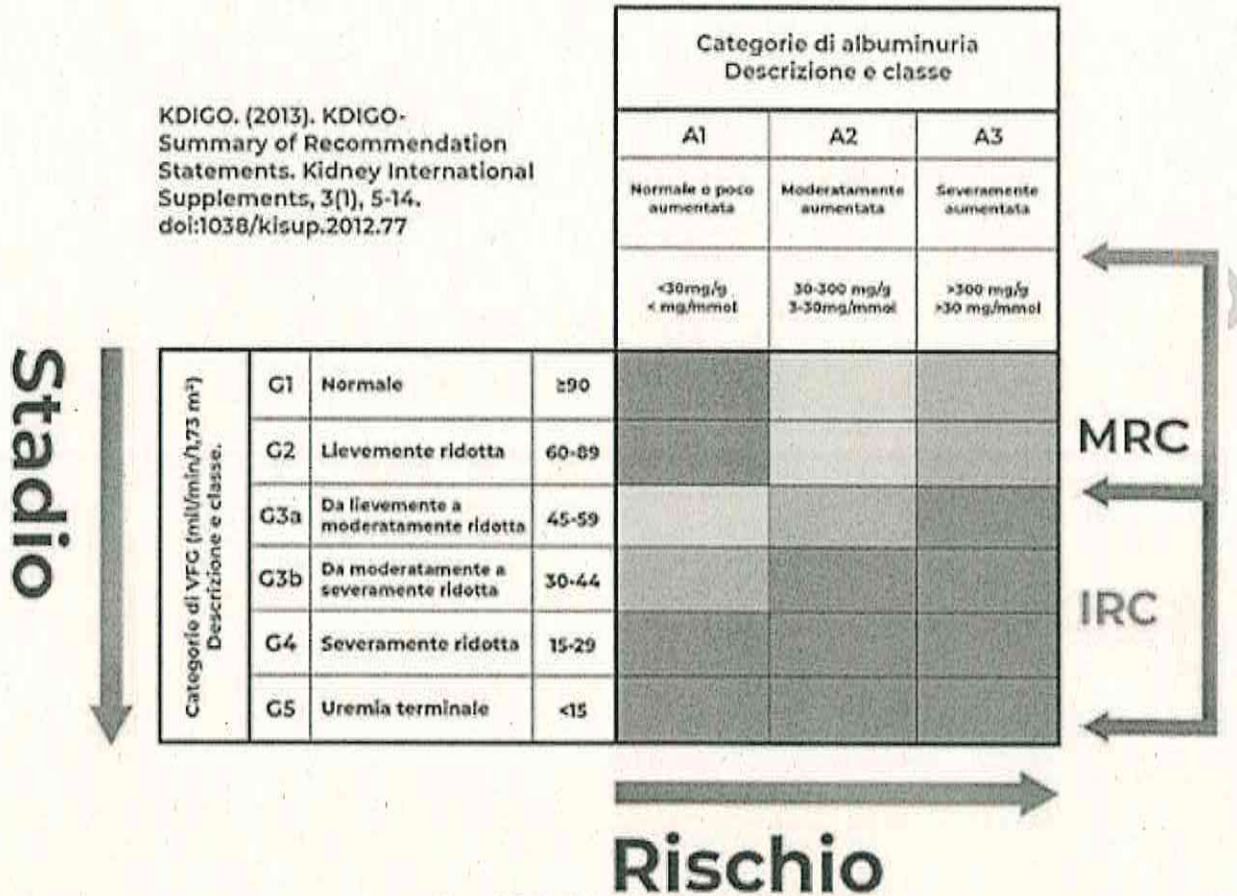 KDIGO. (2013). KDIGO-
Summary of Recommendation
Statements. Kidney International
Supplements, 3(1), 5-14.
doi:1038/kisup.2012.77
Categorie di albuminuria
Descrizione e classe
A1
A2
A3
Normale o poco
aumentata
Moderatamente
aumentata
Severamente
aumentata
<30mg/g
< mg/mmol
30-300 mg/g
3-30mg/mmol
>300 mg/g
>30 mg/mmol
Stadio
Categorie di VFG (mil/min/1,73 m²)
Descrizione e classe.
G1 Normale ≥90
G2 Lievemente ridotta 60-89
G3a Da lievemente a
moderatamente ridotta 45-59
G3b Da moderatamente a
severamente ridotta 30-44
G4 Severamente ridotta 15-29
G5 Uremia terminale <15
MRC
IRC
Rischio